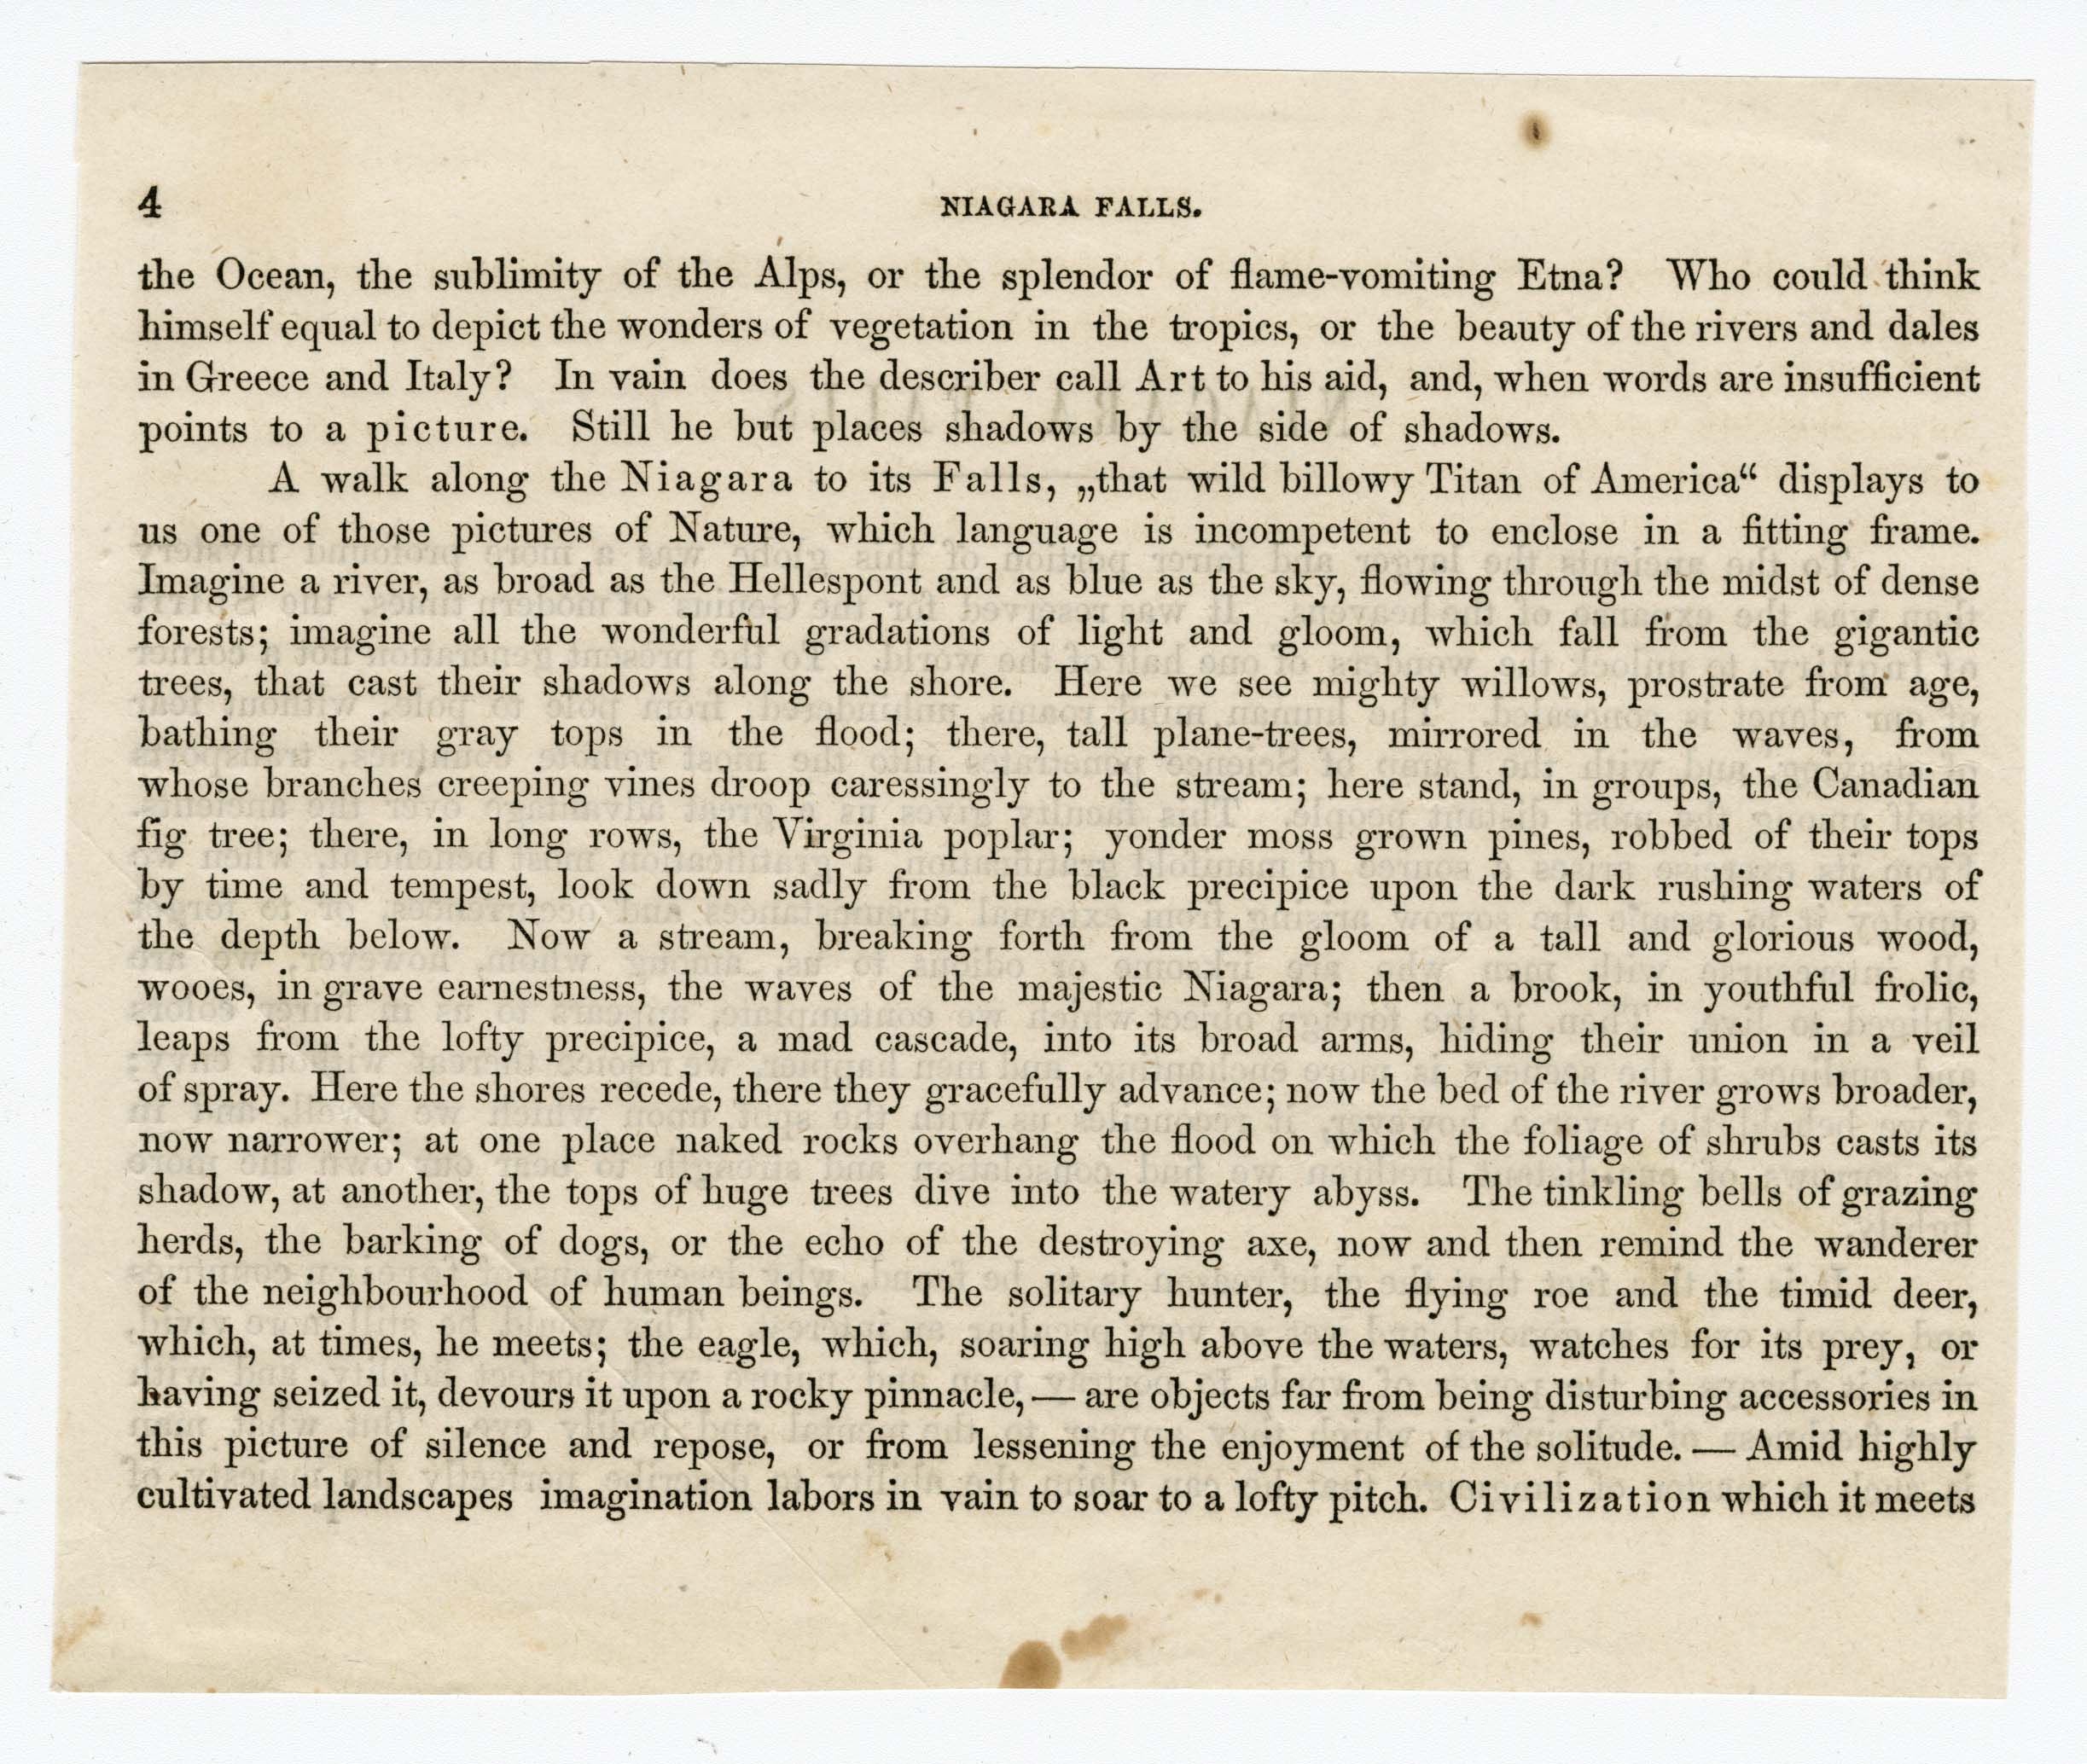 4 NIAGARA FALLS.
the Ocean, the sublimity of the Alps, or the splendor of flame-vomiting Etna? Who could think
himself equal to depict the wonders of vegetation in the tropics, or the beauty of the rivers and dales
in Greece and Italy? In vain does the describer call Art to his aid, and, when words are insufficient
points to a picture. Still he but places shadows by the side of shadows.
A walk along the Niagara to its Falls, „that wild billowy Titan of America“ displays to
us one of those pictures of Nature, which language is incompetent to enclose in a fitting frame.
Imagine a river, as broad as the Hellespont and as blue as the sky, flowing through the midst of dense
forests; imagine all the wonderful gradations of light and gloom, which fall from the gigantic
trees, that cast their shadows along the shore. Here we see mighty willows, prostrate from age,
bathing their gray tops in the flood; there, tall plane-trees, mirrored in the waves, from
whose branches creeping vines droop caressingly to the stream; here stand, in groups, the Canadian
fig tree; there, in long rows, the Virginia poplar; yonder moss grown pines, robbed of their tops
by time and tempest, look down sadly from the black precipice upon the dark rushing waters of
the depth below. Now a stream, breaking forth from the gloom of a tall and glorious wood,
wooes, in grave earnestness, the waves of the majestic Niagara; then a brook, in youthful frolic,
leaps from the lofty precipice, a mad cascade, into its broad arms, hiding their union in a veil
of spray. Here the shores recede, there they gracefully advance; now the bed of the river grows broader,
now narrower; at one place naked rocks overhang the flood on which the foliage of shrubs casts its
shadow, at another, the tops of huge trees dive into the watery abyss. The tinkling bells of grazing
herds, the barking of dogs, or the echo of the destroying axe, now and then remind the wanderer
of the neighbourhood of human beings. The solitary hunter, the flying roe and the timid deer,
which, at times, he meets; the eagle, which, soaring high above the waters, watches for its prey, or
having seized it, devours it upon a rocky pinnacle, — are objects far from being disturbing accessories in
this picture of silence and repose, or from lessening the enjoyment of the solitude. — Amid highly
cultivated landscapes imagination labors in vain to soar to a lofty pitch. Civilization which it meets